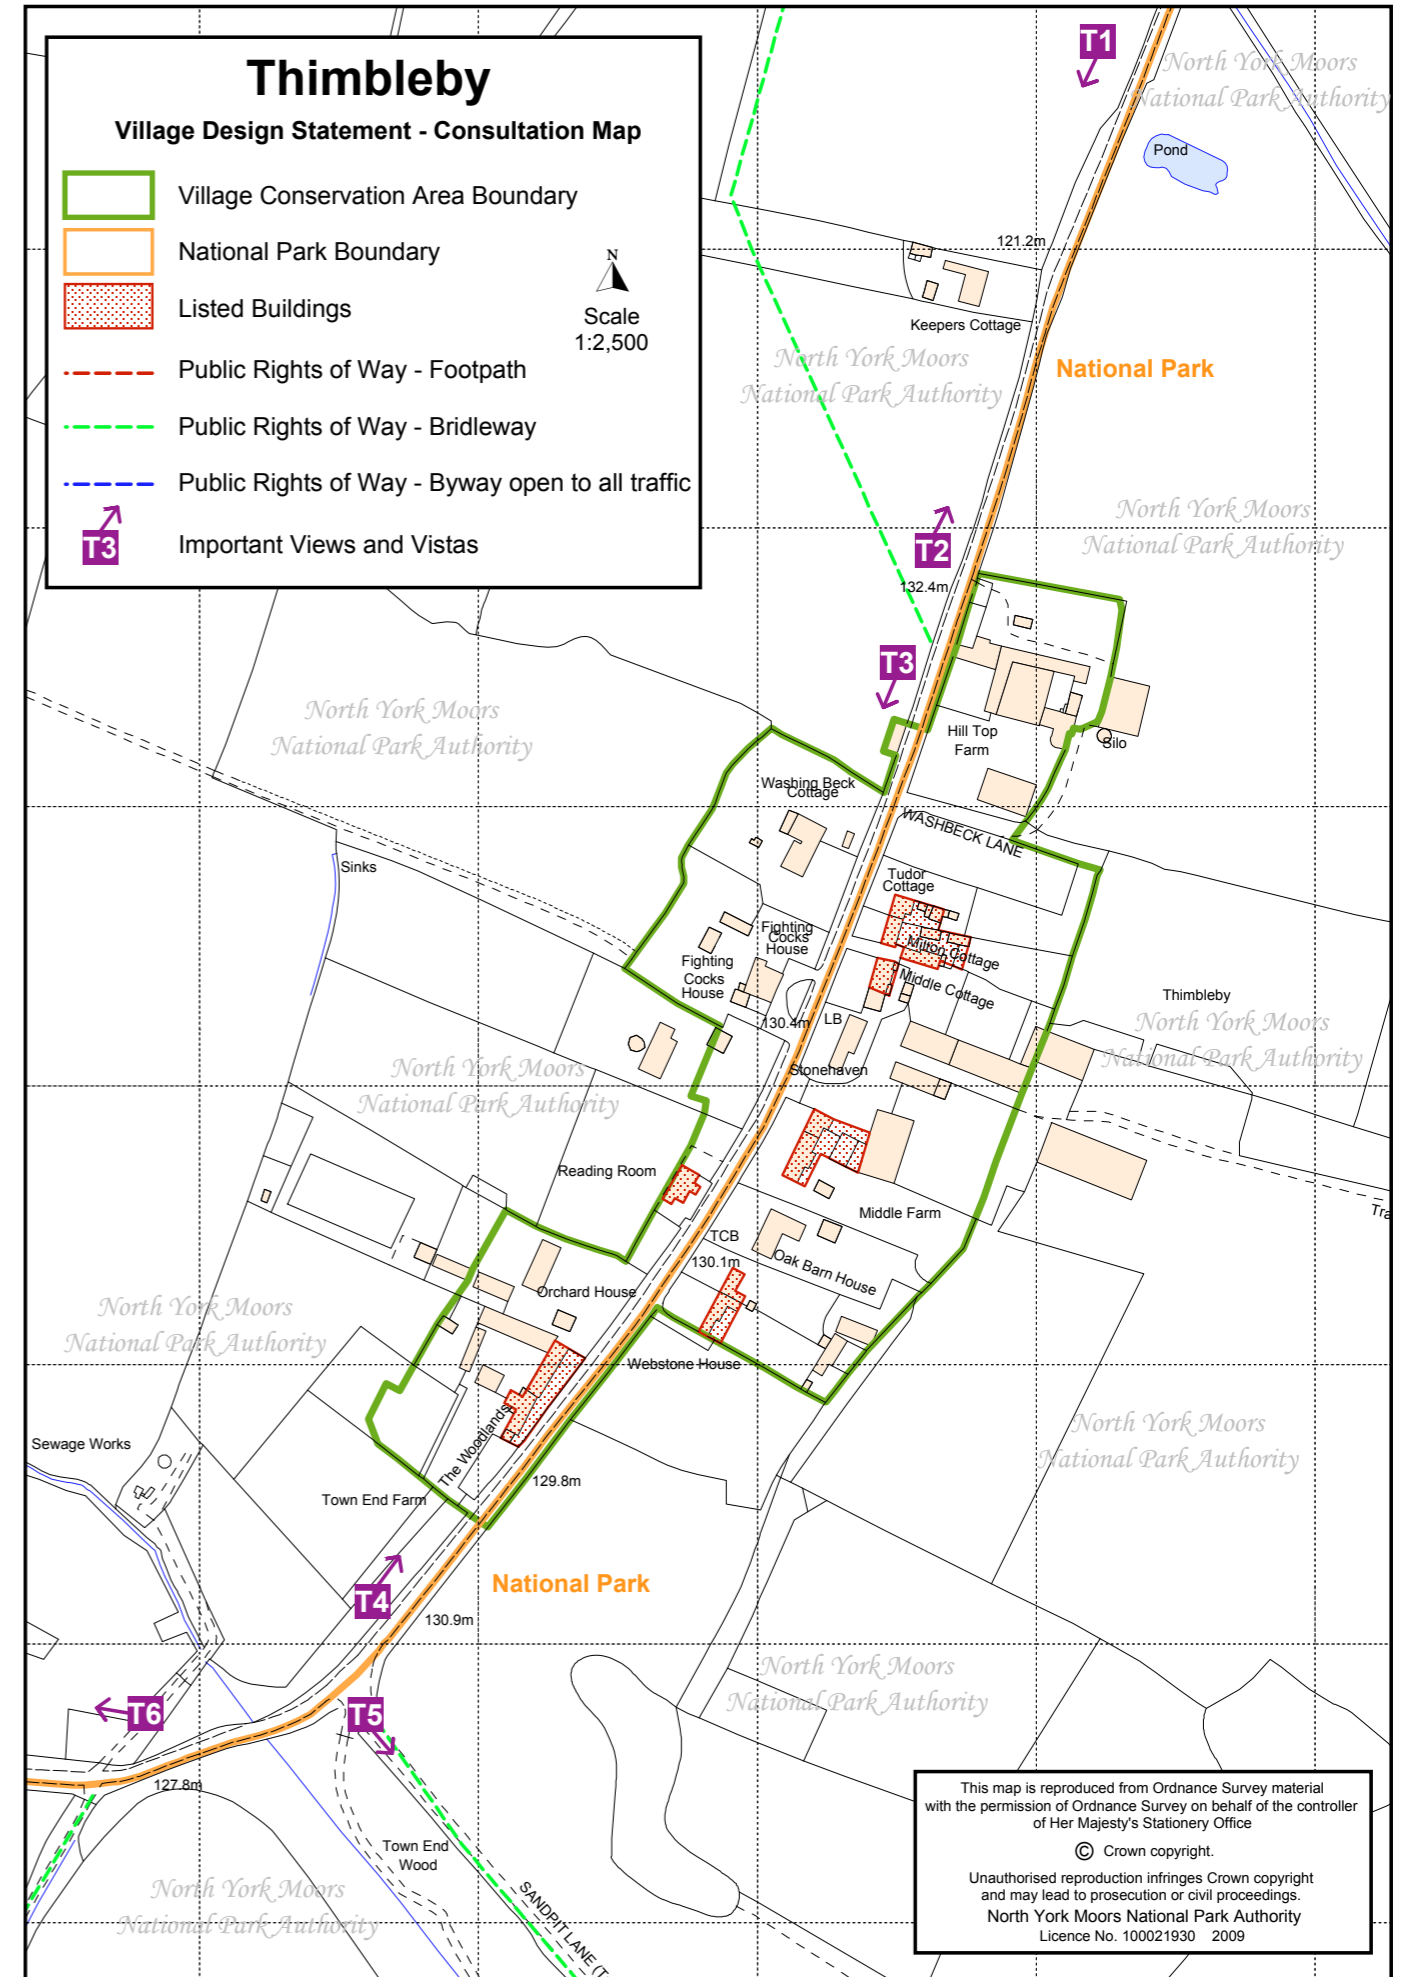 Thimbleby
Village Design Statement - Consultation Map
Village Conservation Area Boundary
National Park Boundary
Listed Buildings
N
Scale
1:2,500
Public Rights of Way - Footpath
Public Rights of Way - Bridleway
Public Rights of Way - Byway open to all traffic
T3
Important Views and Vistas
T1
North York Moors
National Park Authority
Pond
121.2m
Keepers Cottage
North York Moors
National Park Authority
National Park
North York Moors
National Park Authority
T2
132.4m
T3
North York Moors
National Park Authority
Hill Top
Farm
Silo
Washing Beck
Cottage
WASHBECK LANE
Sinks
Tudor
Cottage
Fighting
Cocks
House
Milton Cottage
Fighting
Cocks
House
Middle Cottage
Thimbleby
130.4m
LB
North York Moors
National Park Authority
Stonehaven
North York Moors
National Park Authority
Reading Room
Middle Farm
Tra
TCB
130.1m
Oak Barn House
Orchard House
North York Moors
National Park Authority
Webstone House
The Woodlands
North York Moors
National Park Authority
Sewage Works
129.8m
Town End Farm
National Park
T4
130.9m
North York Moors
National Park Authority
T6
T5
127.8m
Town End
Wood
SANDPIT LANE (T
North York Moors
National Park Authority
This map is reproduced from Ordnance Survey material
with the permission of Ordnance Survey on behalf of the controller
of Her Majesty's Stationery Office
© Crown copyright.
Unauthorised reproduction infringes Crown copyright
and may lead to prosecution or civil proceedings.
North York Moors National Park Authority
Licence No. 100021930 2009